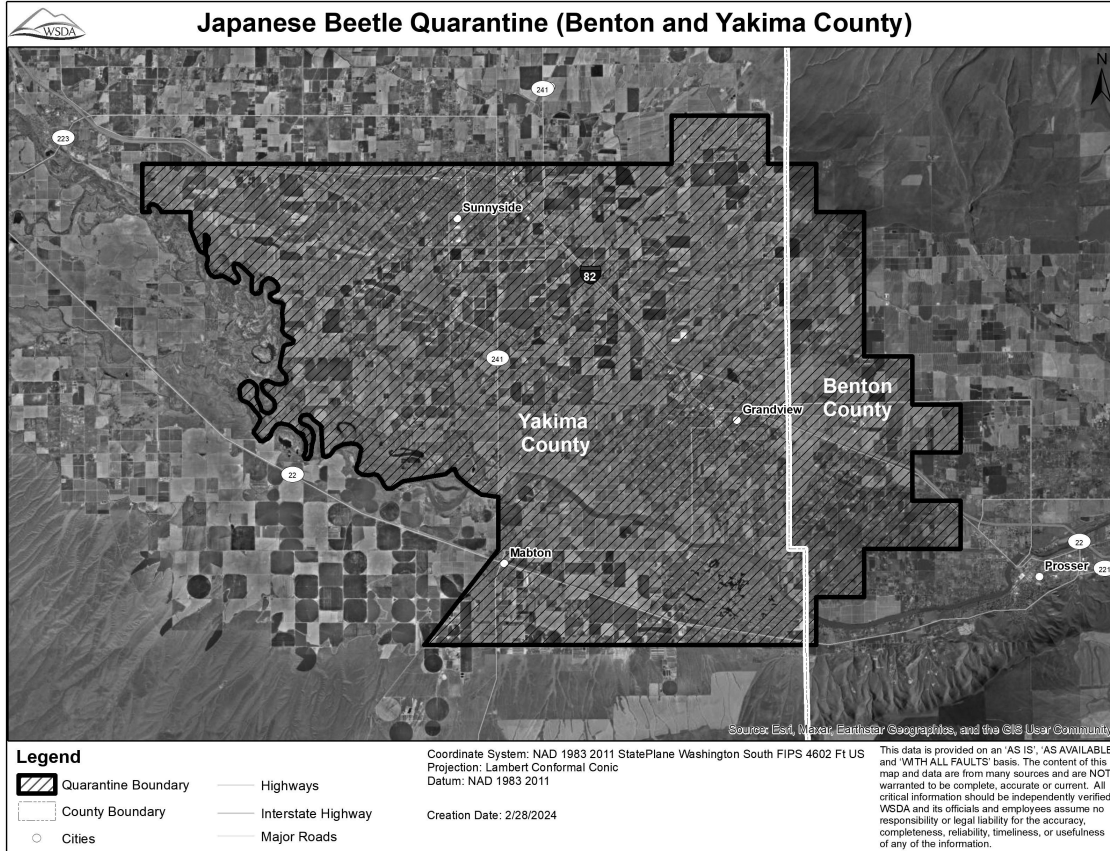 WSDA
Japanese Beetle Quarantine (Benton and Yakima County)
N
241
223
Sunnyside
82
241
Benton
County
Grandview
Yakima
County
22
Mabton
22
Prosser
221
Source: Esri, Maxar, Earthstar Geographics, and the GIS User Community
Legend
Quarantine Boundary
County Boundary
Cities
Highways
Interstate Highway
Major Roads
Coordinate System: NAD 1983 2011 StatePlane Washington South FIPS 4602 Ft US
Projection: Lambert Conformal Conic
Datum: NAD 1983 2011
Creation Date: 2/28/2024
This data is provided on an 'AS IS', 'AS AVAILABLE
and 'WITH ALL FAULTS' basis. The content of this
map and data are from many sources and are NOT
warranted to be complete, accurate or current. All
critical information should be independently verified
WSDA and its officials and employees assume no
responsibility or legal liability for the accuracy,
completeness, reliability, timeliness, or usefulness
of any of the information.